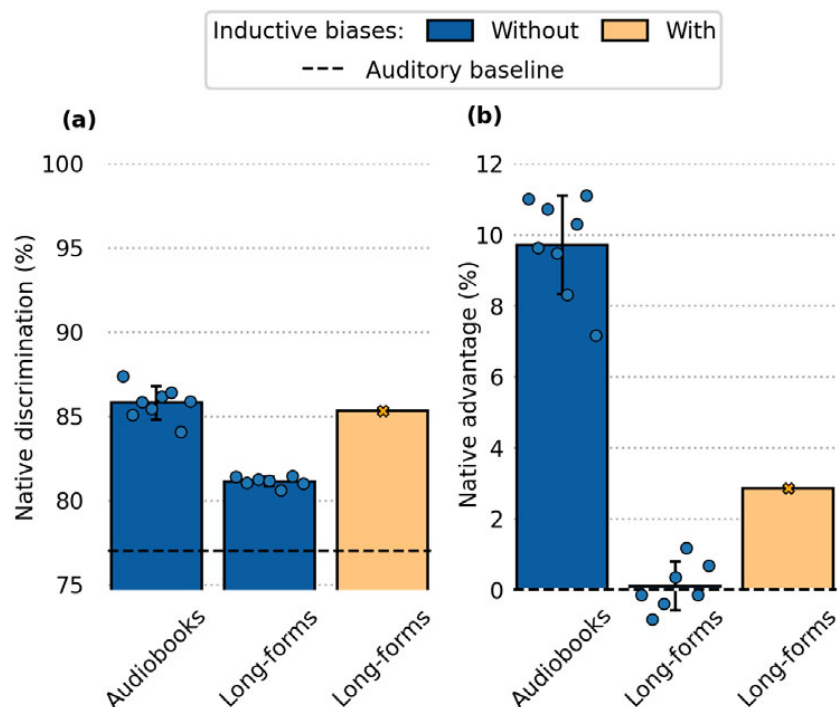 Inductive biases: Without With
Auditory baseline
(a)
(b)
Native discrimination (%)
100
95
90
85
80
75
Audiobooks
Long-forms
Long-forms
Native advantage (%)
12
10
8
6
4
2
0
Audiobooks
Long-forms
Long-forms